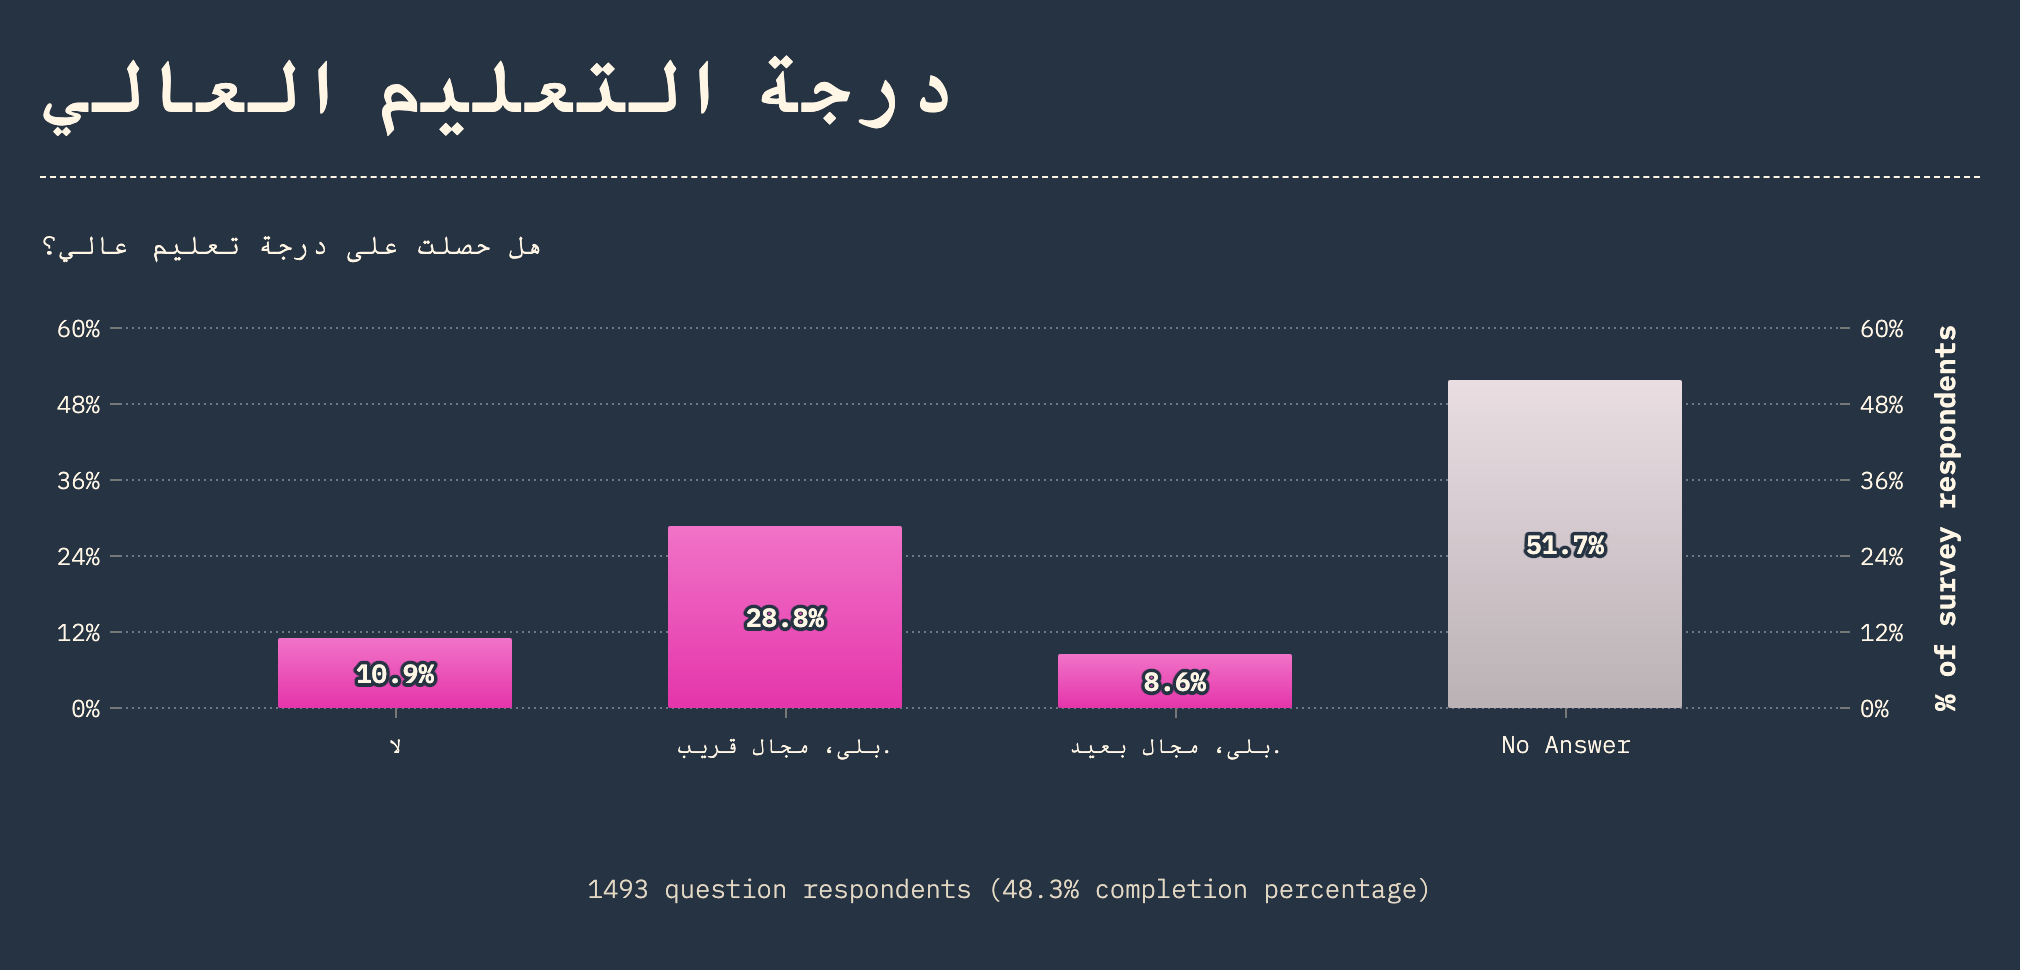 درجة التعليم العالي
هل حصلت على درجة تعليم عالي؟
60%
48%
36%
24%
12%
0%
60%
48%
36%
24%
12%
0%
% of survey respondents
10.9%
28.8%
8.6%
51.7%
لا
بلى، مجال قريب.
بلى، مجال بعيد.
No Answer
1493 question respondents (48.3% completion percentage)